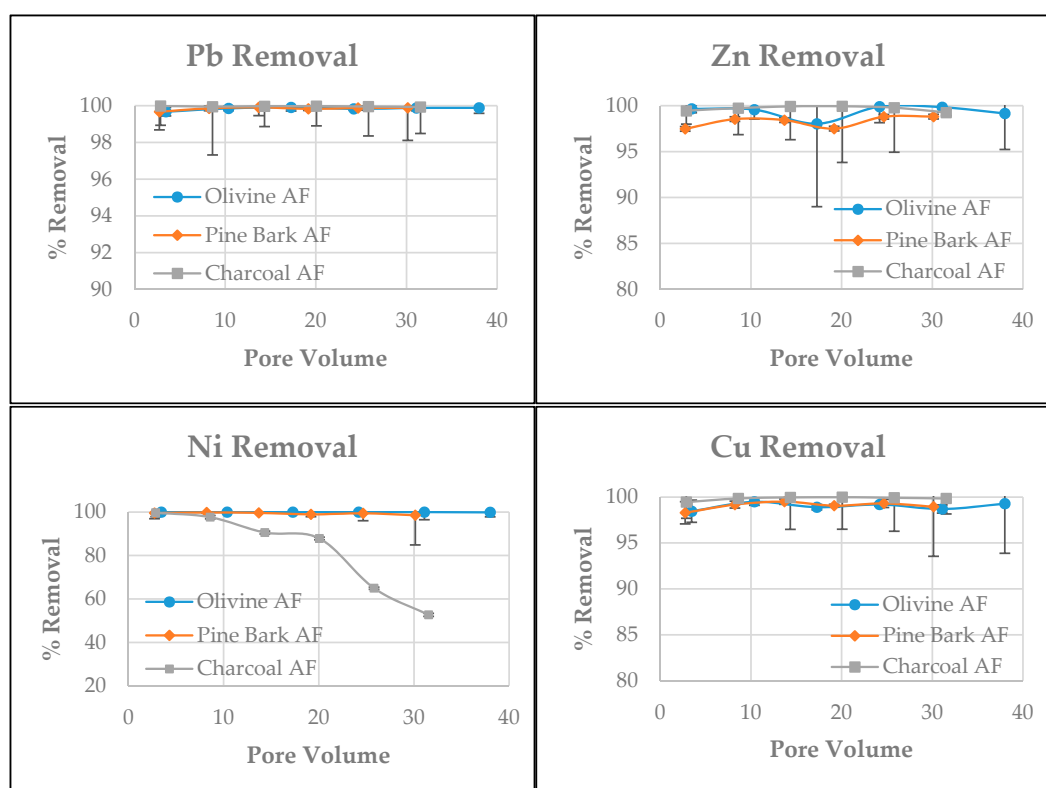 Pb Removal
% Removal
100
98
96
94
92
90
Olivine AF
Pine Bark AF
Charcoal AF
0
10
20
30
40
Pore Volume
Zn Removal
% Removal
100
95
90
85
80
Olivine AF
Pine Bark AF
Charcoal AF
0
10
20
30
40
Pore Volume
Ni Removal
% Removal
100
80
60
40
20
Olivine AF
Pine Bark AF
Charcoal AF
0
10
20
30
40
Pore Volume
Cu Removal
% Removal
100
95
90
85
80
Olivine AF
Pine Bark AF
Charcoal AF
0
10
20
30
40
Pore Volume